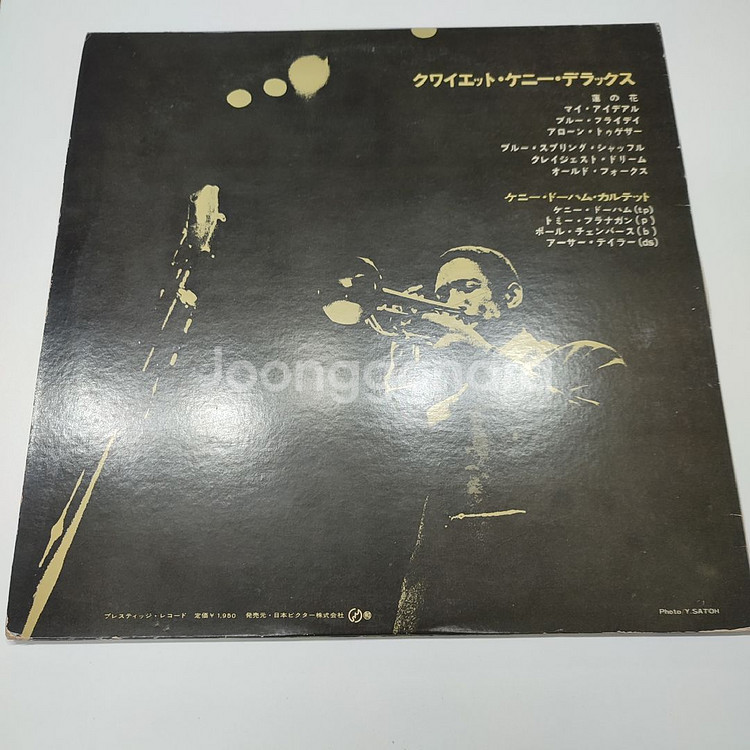 クワイエット・ケニー・デラックス
蓮の花
マイ・アイデアル
ブルー・フライデイ
アローン・トゥゲザー
ブルー・スプリング・シャッフル
クレイジェスト・ドリーム
オールド・フォークス
ケニー・ドーハム・カルテット
ケニー・ドーハム(tp)
トミー・フラナガン(p)
ポール・チェンバース(b)
アーサー・テイラー(ds)
Joonggonara
プレスティッジ・レコード 定価¥1,950 発売元・日本ビクター株式会社
Photo/Y.SATOH